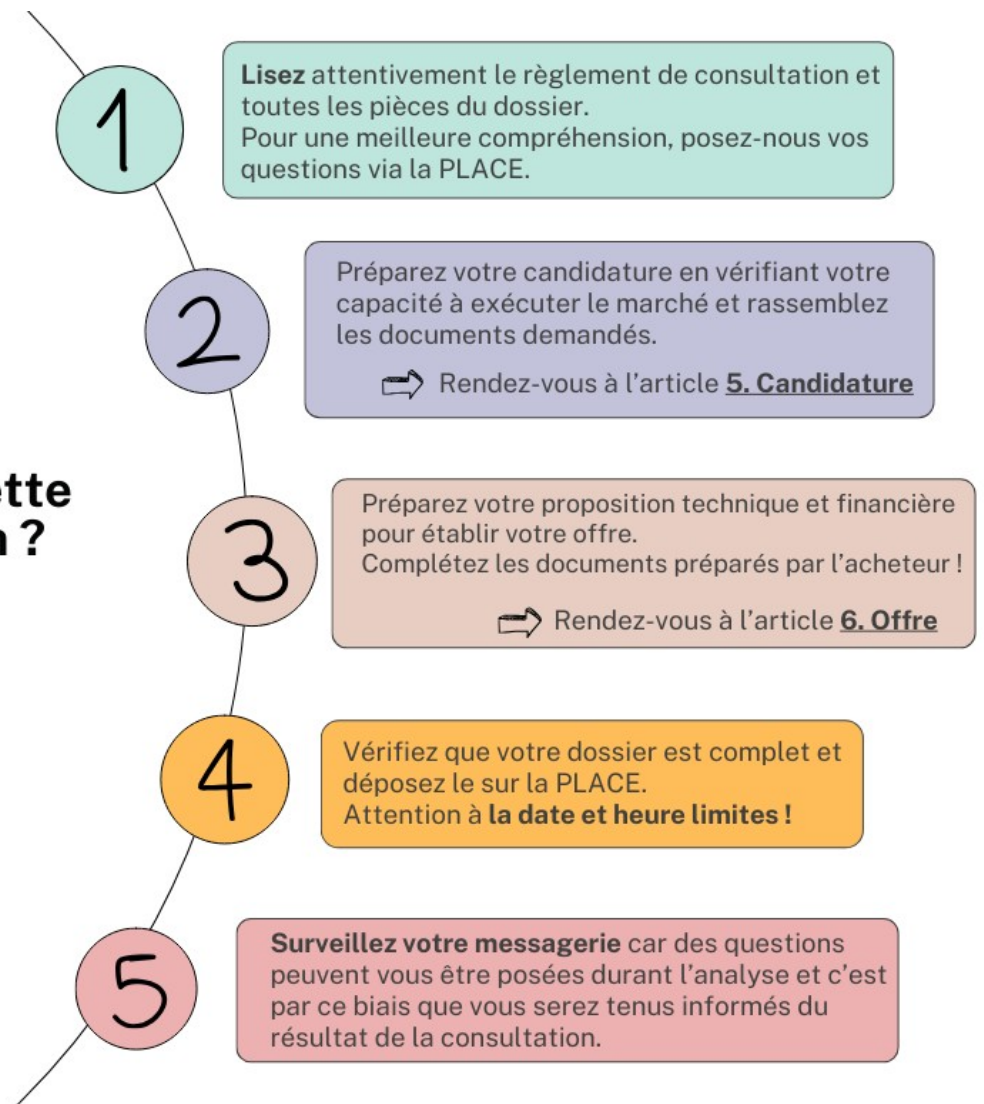 1
Lisez attentivement le règlement de consultation et
toutes les pièces du dossier.
Pour une meilleure compréhension, posez-nous vos
questions via la PLACE.
2
Préparez votre candidature en vérifiant votre
capacité à exécuter le marché et rassemblez
les documents demandés.
Rendez-vous à l’article 5. Candidature
3
Préparez votre proposition technique et financière
pour établir votre offre.
Complétez les documents préparés par l’acheteur !
Rendez-vous à l’article 6. Offre
4
Vérifiez que votre dossier est complet et
déposez le sur la PLACE.
Attention à la date et heure limites !
5
Surveillez votre messagerie car des questions
peuvent vous être posées durant l’analyse et c’est
par ce biais que vous serez tenus informés du
résultat de la consultation.